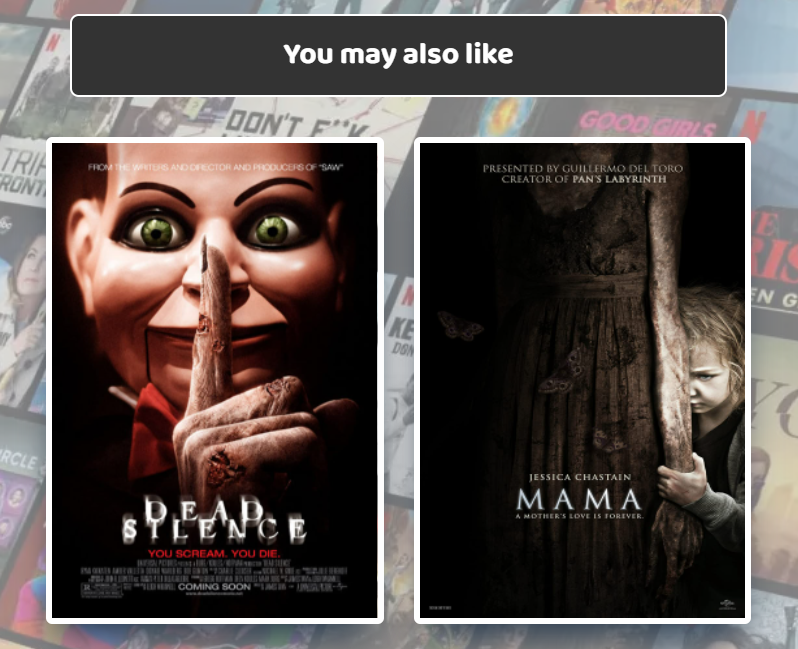 You may also like
DON'T F**K
GOOD GIRLS
FROM THE WRITERS AND DIRECTOR AND PRODUCERS OF "SAW"
DEAD
SILENCE
YOU SCREAM. YOU DIE.
COMING SOON
PRESENTED BY GUILLERMO DEL TORO
CREATOR OF PAN'S LABYRINTH
JESSICA CHASTAIN
MAMA
A MOTHER'S LOVE IS FOREVER.